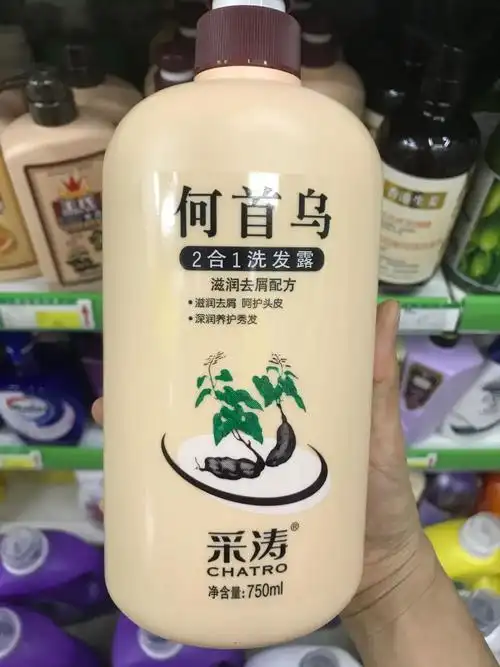 何首乌
2合1洗发露
滋润去屑配方
•滋润去屑 呵护头皮
•深润养护秀发
采涛®
CHATRO
净含量:750ml